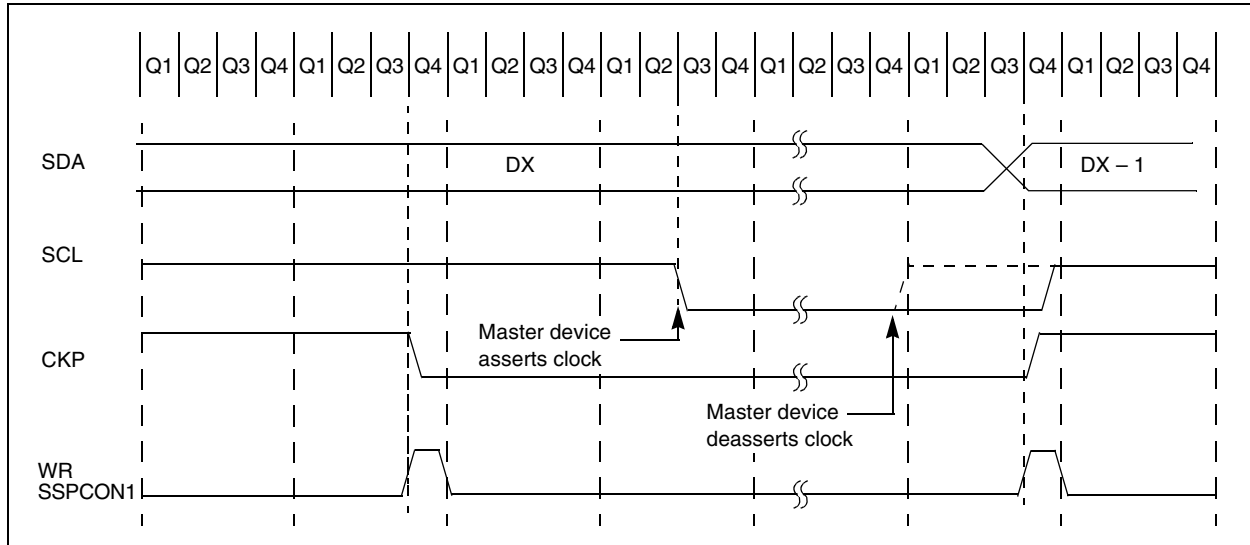 Q1 Q2 Q3 Q4 Q1 Q2 Q3 Q4 Q1 Q2 Q3 Q4 Q1 Q2 Q3 Q4 Q1 Q2 Q3 Q4 Q1 Q2 Q3 Q4 Q1 Q2 Q3 Q4
SDA
DX
DX – 1
SCL
Master device
asserts clock
CKP
Master device
deasserts clock
WR
SSPCON1